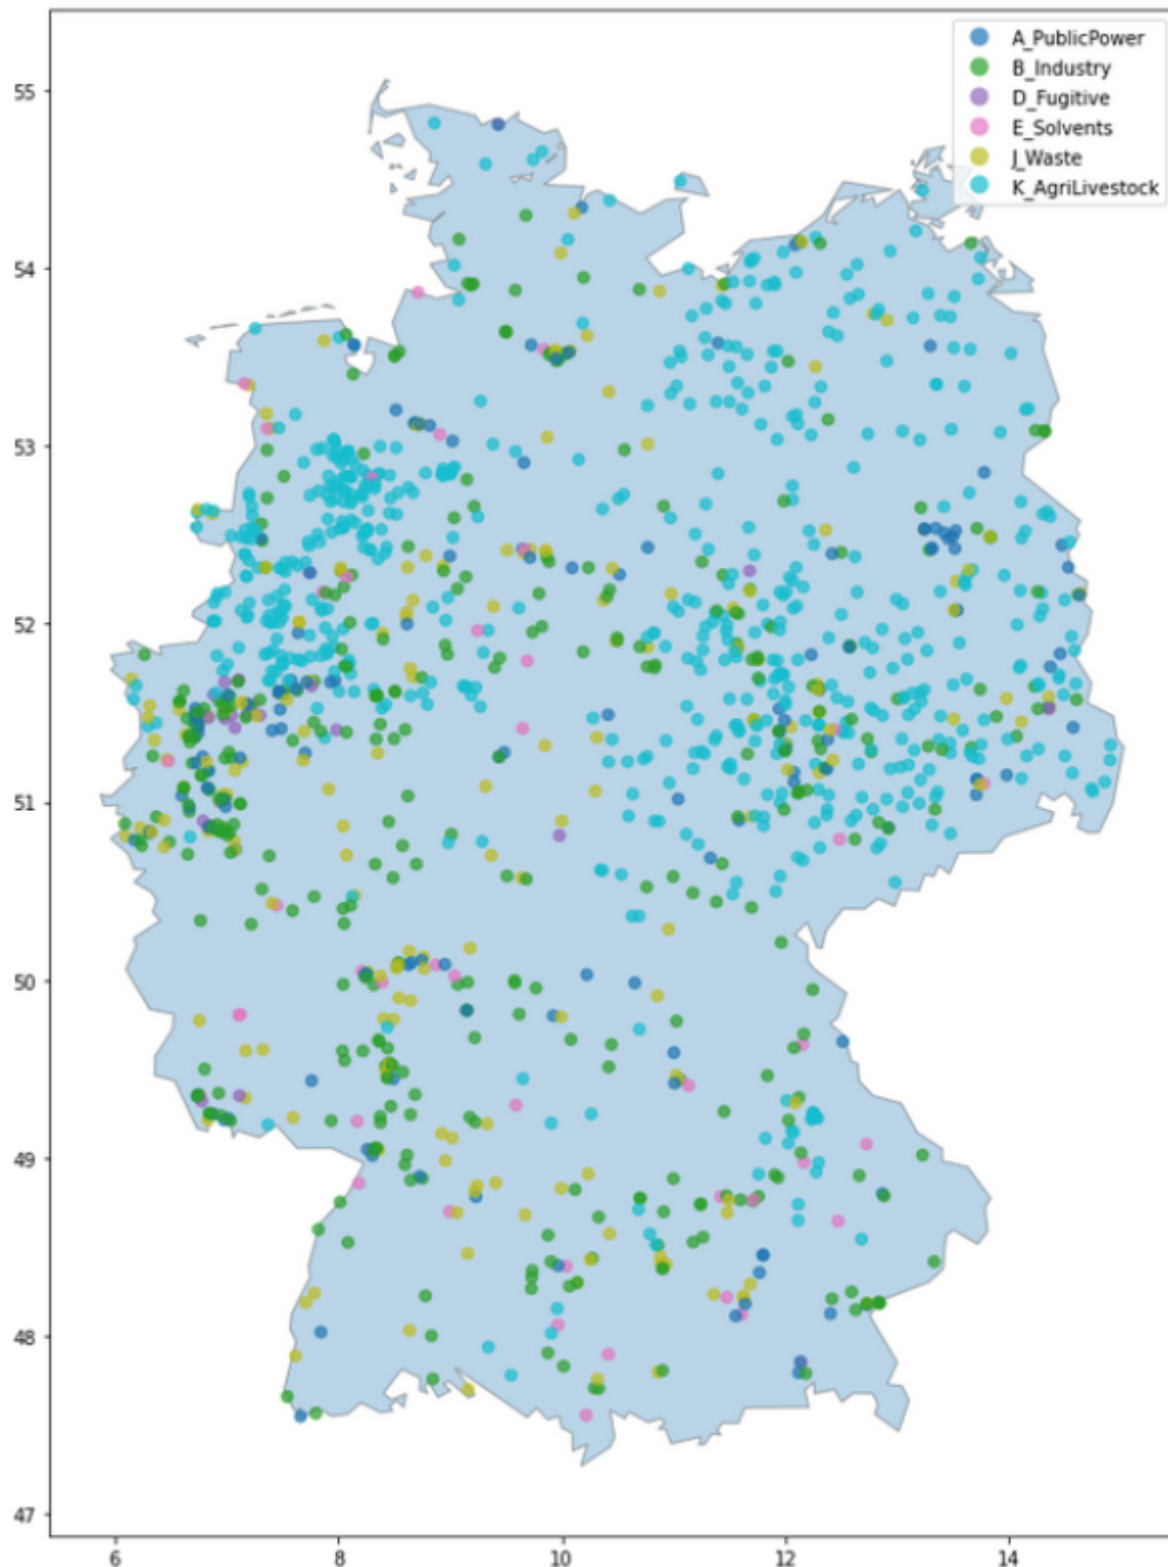 A_PublicPower
B_Industry
D_Fugitive
E_Solvents
J_Waste
K_AgriLivestock
55
54
53
52
51
50
49
48
47
6 8 10 12 14